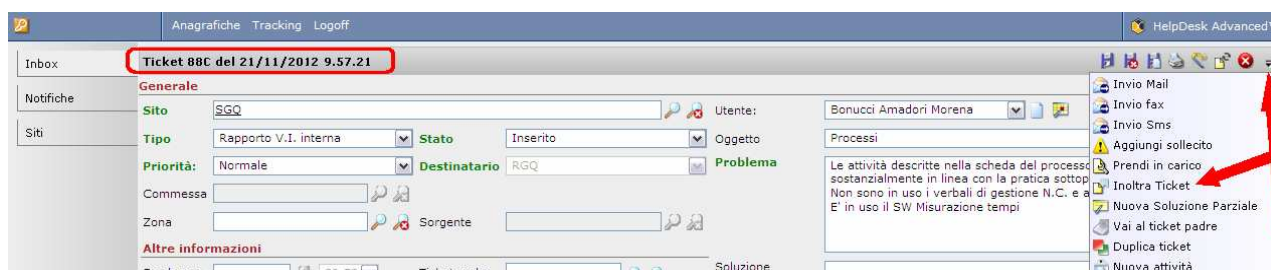 Anagrafiche Tracking Logoff
HelpDesk Advanced
Inbox
Notifiche
Siti
Ticket 88C del 21/11/2012 9.57.21
Generale
Sito SGQ
Utente: Bonucci Amadori Morena
Tipo Rapporto V.I. interna Stato Inserito
Oggetto Processi
Priorità: Normale Destinatario RGQ
Problema
Le attività descritte nella scheda del processo
sostanzialmente in linea con la pratica sottop
Non sono in uso i verbali di gestione N.C. e a
E' in uso il SW Misurazione tempi
Commessa
Zona Sorgente
Altre informazioni
Soluzione
Invio Mail
Invio fax
Invio Sms
Aggiungi sollecito
Prendi in carico
Inoltra Ticket
Nuova Soluzione Parziale
Vai al ticket padre
Duplica ticket
Nuova attività